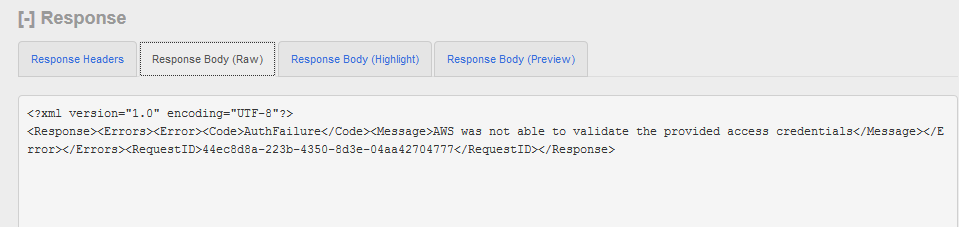 [-] Response
Response Headers Response Body (Raw) Response Body (Highlight) Response Body (Preview)
<?xml version="1.0" encoding="UTF-8"?>
<Response><Errors><Error><Code>AuthFailure</Code><Message>AWS was not able to validate the provided access credentials</Message></E
rror></Errors><RequestID>44ec8d8a-223b-4350-8d3e-04aa42704777</RequestID></Response>